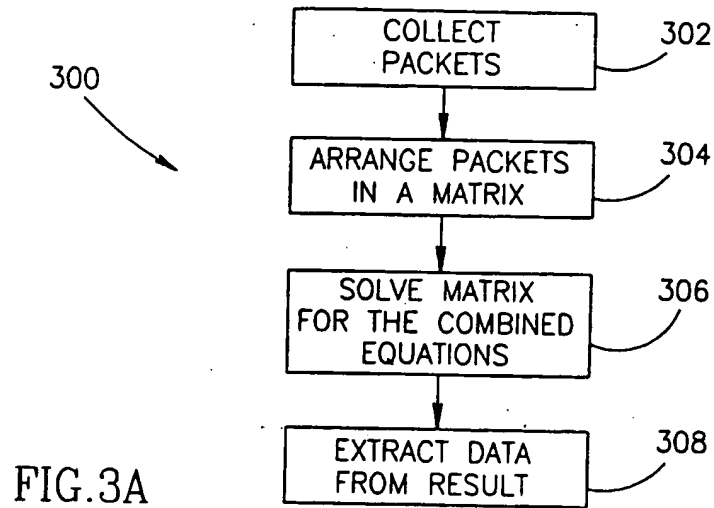 COLLECT
PACKETS
302
300
ARRANGE PACKETS
IN A MATRIX
304
SOLVE MATRIX
FOR THE COMBINED
EQUATIONS
306
EXTRACT DATA
FROM RESULT
308
FIG.3A